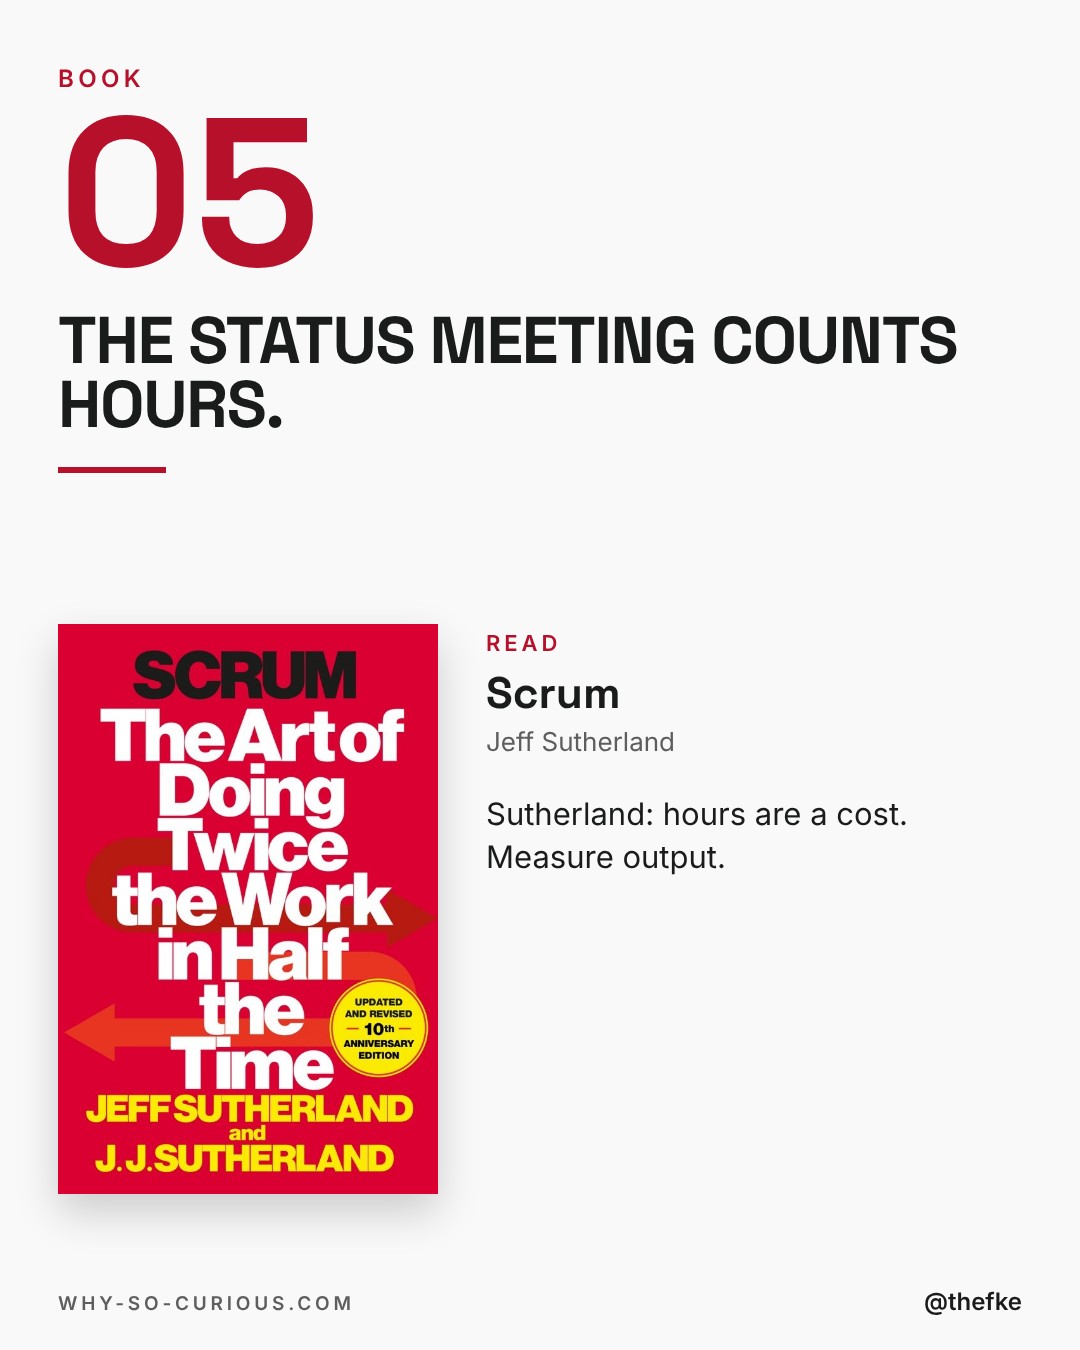 BOOK
05
THE STATUS MEETING COUNTS
HOURS.
SCRUM
The Art of
Doing
Twice
the Work
in Half
the
Time
UPDATED
AND REVISED
10th
ANNIVERSARY
EDITION
JEFF SUTHERLAND
and
J.J. SUTHERLAND
READ
Scrum
Jeff Sutherland
Sutherland: hours are a cost.
Measure output.
WHY-SO-CURIOUS.COM
@thefke